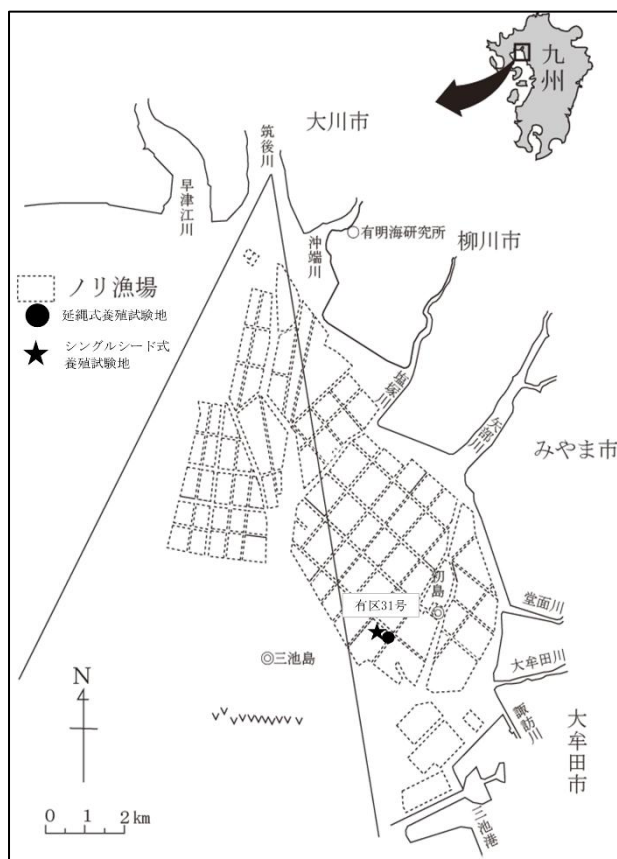 九州
大川市
筑後川
早津江川
沖端川
有明海研究所
柳川市
ノリ漁場
延縄式養殖試験地
シングルシード式
養殖試験地
塩塚川
矢部川
みやま市
初島
有区31号
堂面川
三池島
大牟田川
諏訪川
大牟田市
N
三池港
0 1 2km